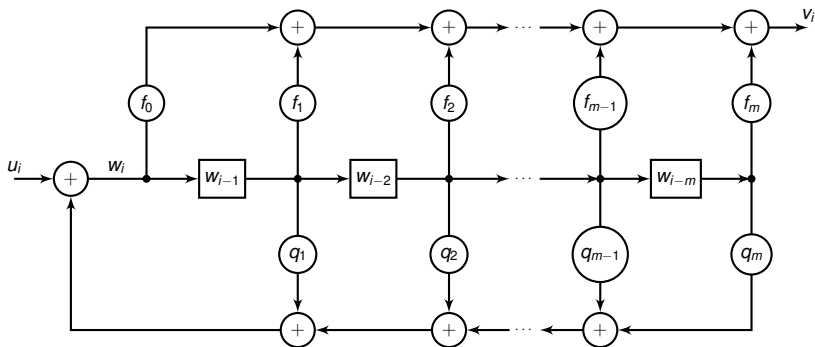 + + ... + + v_i
f_0 f_1 f_2 f_{m−1} f_m
u_i + w_i w_{i−1} w_{i−2} ... w_{i−m}
q_1 q_2 q_{m−1} q_m
+ + ... +